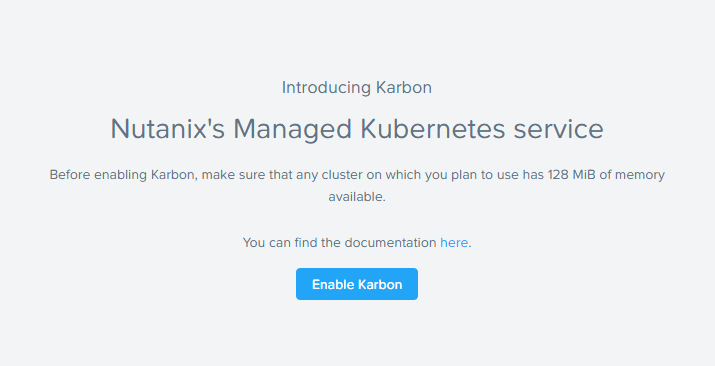 Introducing Karbon
Nutanix's Managed Kubernetes service
Before enabling Karbon, make sure that any cluster on which you plan to use has 128 MiB of memory
available.
You can find the documentation here.
Enable Karbon